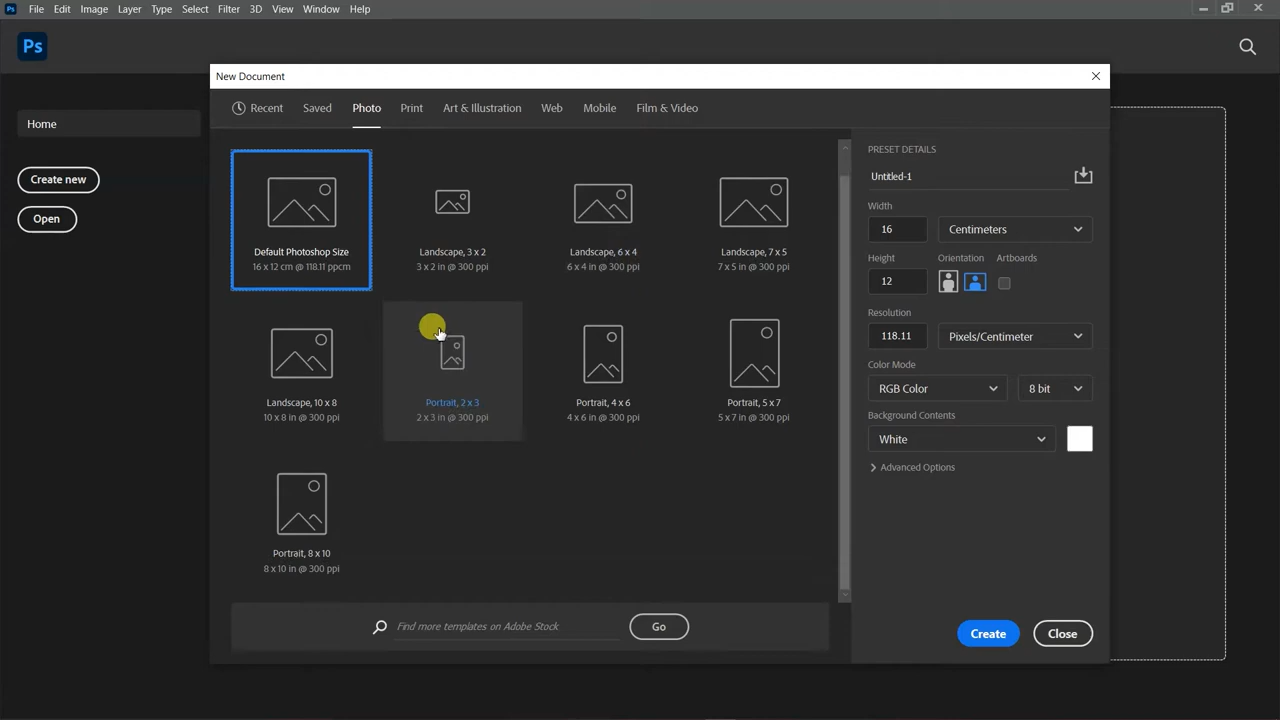 Ps File Edit Image Layer Type Select Filter 3D View Window Help
Ps
New Document
Recent Saved Photo Print Art & Illustration Web Mobile Film & Video
Home
Create new
Open
Default Photoshop Size
16 x 12 cm @ 118.11 ppcm
Landscape, 3 x 2
3 x 2 in @ 300 ppi
Landscape, 6 x 4
6 x 4 in @ 300 ppi
Landscape, 7 x 5
7 x 5 in @ 300 ppi
Landscape, 10 x 8
10 x 8 in @ 300 ppi
Portrait, 2 x 3
2 x 3 in @ 300 ppi
Portrait, 4 x 6
4 x 6 in @ 300 ppi
Portrait, 5 x 7
5 x 7 in @ 300 ppi
Portrait, 8 x 10
8 x 10 in @ 300 ppi
Find more templates on Adobe Stock
Go
PRESET DETAILS
Untitled-1
Width
16 Centimeters
Height Orientation Artboards
12
Resolution
118.11 Pixels/Centimeter
Color Mode
RGB Color 8 bit
Background Contents
White
Advanced Options
Create Close